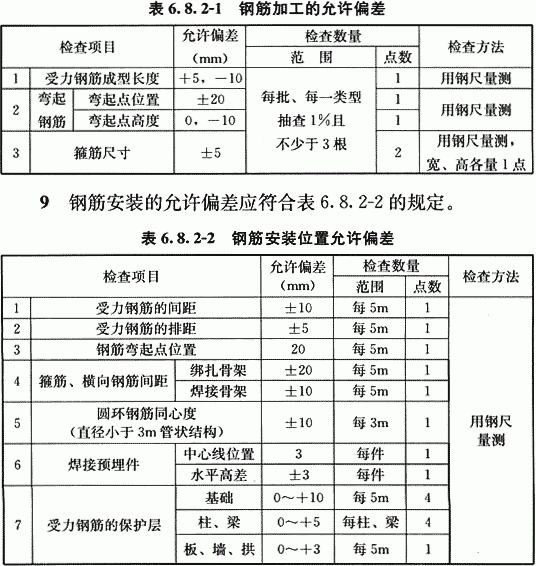 表 6.8.2-1 钢筋加工的允许偏差
检查项目 允许偏差 (mm) 检查数量 检查方法
范 围 点数
1 受力钢筋成型长度 +5，-10 每批、每一类型抽查1%且不少于3根 1 用钢尺量测
2 弯起钢筋 弯起点位置 ±20 1 用钢尺量测
弯起点高度 0，-10 1
3 箍筋尺寸 ±5 2 用钢尺量测，宽、高各量1点
9 钢筋安装的允许偏差应符合表 6.8.2-2 的规定。
表 6.8.2-2 钢筋安装位置允许偏差
检查项目 允许偏差 (mm) 检查数量 检查方法
范围 点数
1 受力钢筋的间距 ±10 每 5m 1 用钢尺量测
2 受力钢筋的排距 ±5 每 5m 1
3 钢筋弯起点位置 20 每 5m 1
4 箍筋、横向钢筋间距 绑扎骨架 ±20 每 5m 1
焊接骨架 ±10 每 5m 1
5 圆环钢筋同心度 (直径小于 3m 管状结构) ±10 每 3m 1
6 焊接预埋件 中心线位置 3 每件 1
水平高差 ±3 每件 1
7 受力钢筋的保护层 基础 0～+10 每 5m 4
柱、梁 0～+5 每柱、梁 4
板、墙、拱 0～+3 每 5m 1